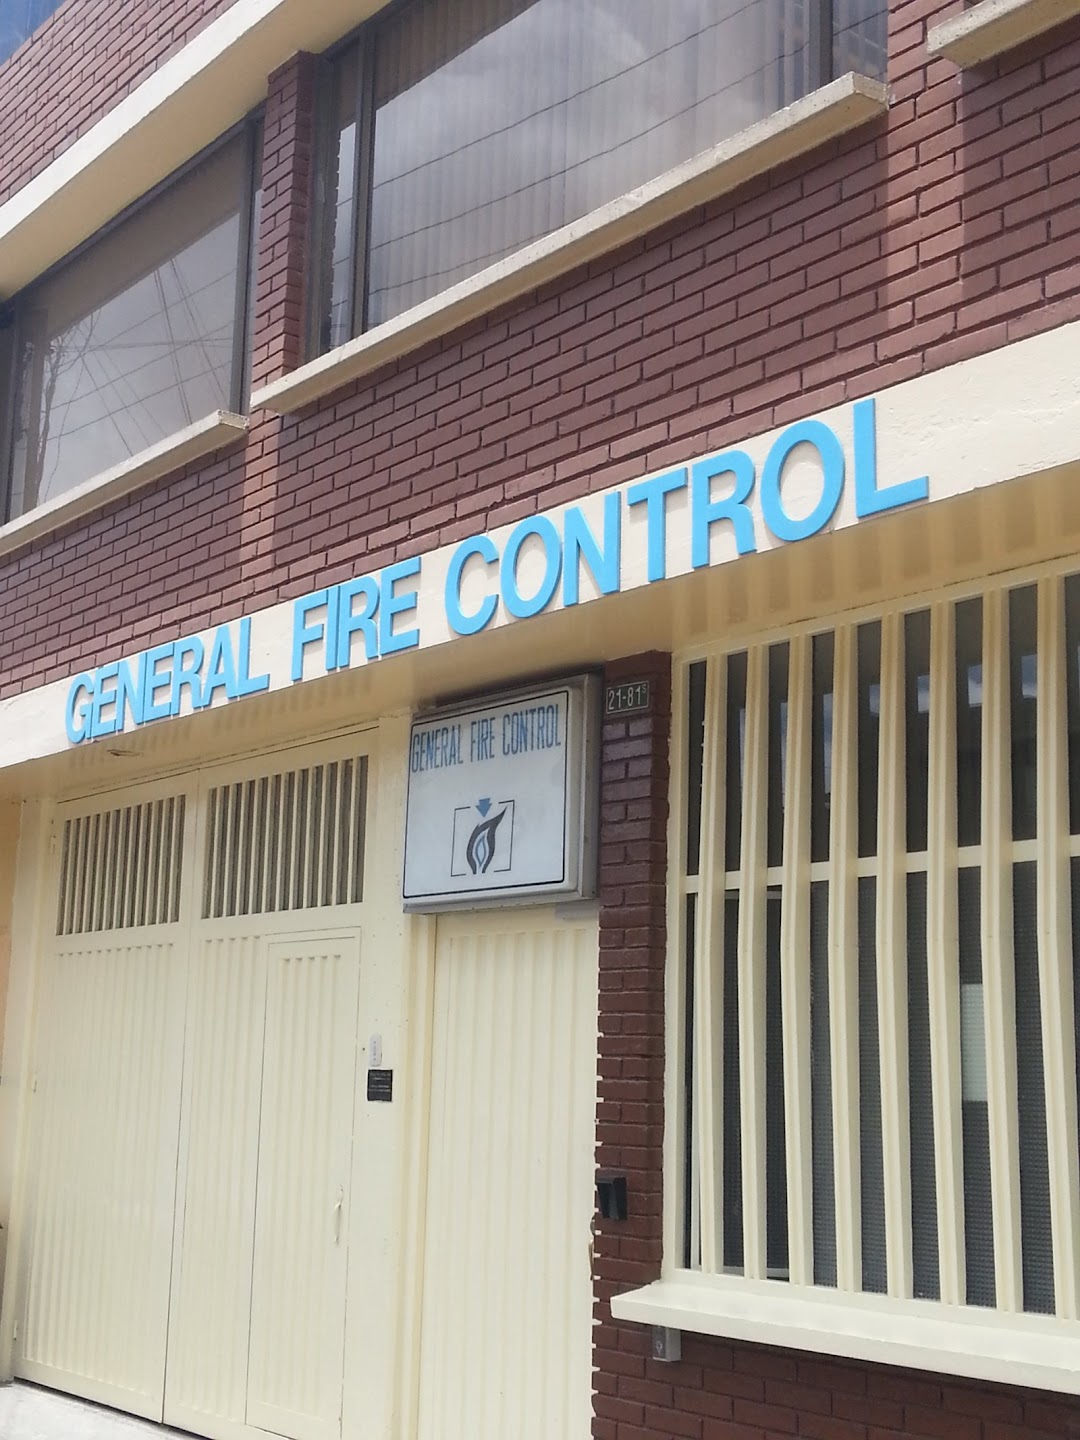 GENERAL FIRE CONTROL
GENERAL FIRE CONTROL
21-81 S